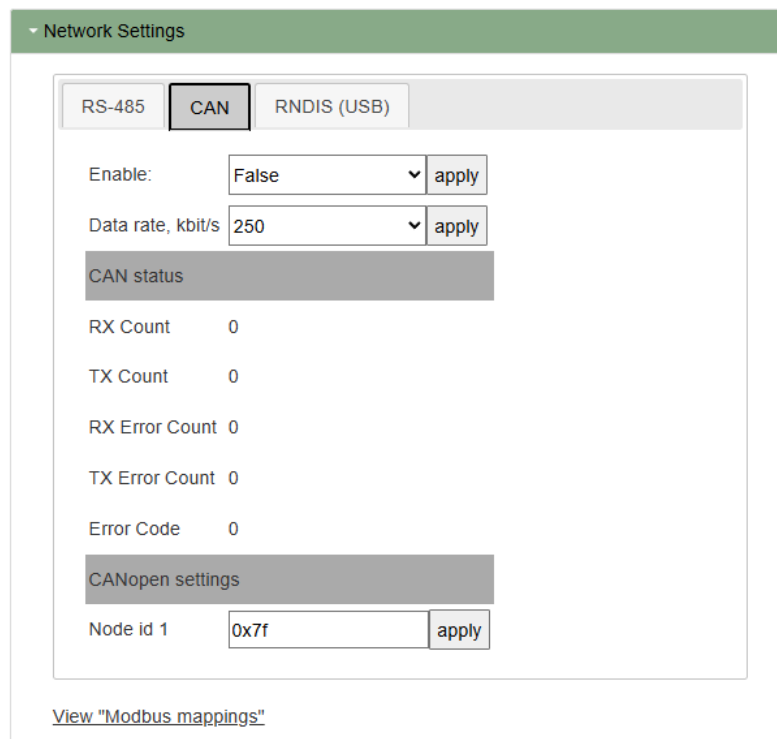 Network Settings
RS-485 CAN RNDIS (USB)
Enable: False apply
Data rate, kbit/s 250 apply
CAN status
RX Count 0
TX Count 0
RX Error Count 0
TX Error Count 0
Error Code 0
CANopen settings
Node id 1 0x7f apply
View "Modbus mappings"